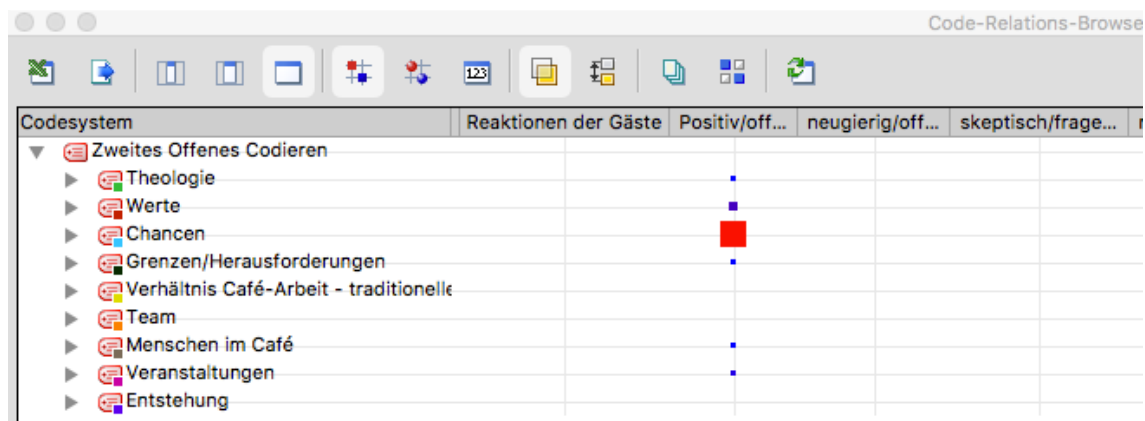 Code-Relations-Browse
123
Codesystem Reaktionen der Gäste Positiv/off... neugierig/off... skeptisch/frage...
Zweites Offenes Codieren
Theologie
Werte
Chancen
Grenzen/Herausforderungen
Verhältnis Café-Arbeit - traditionelle
Team
Menschen im Café
Veranstaltungen
Entstehung